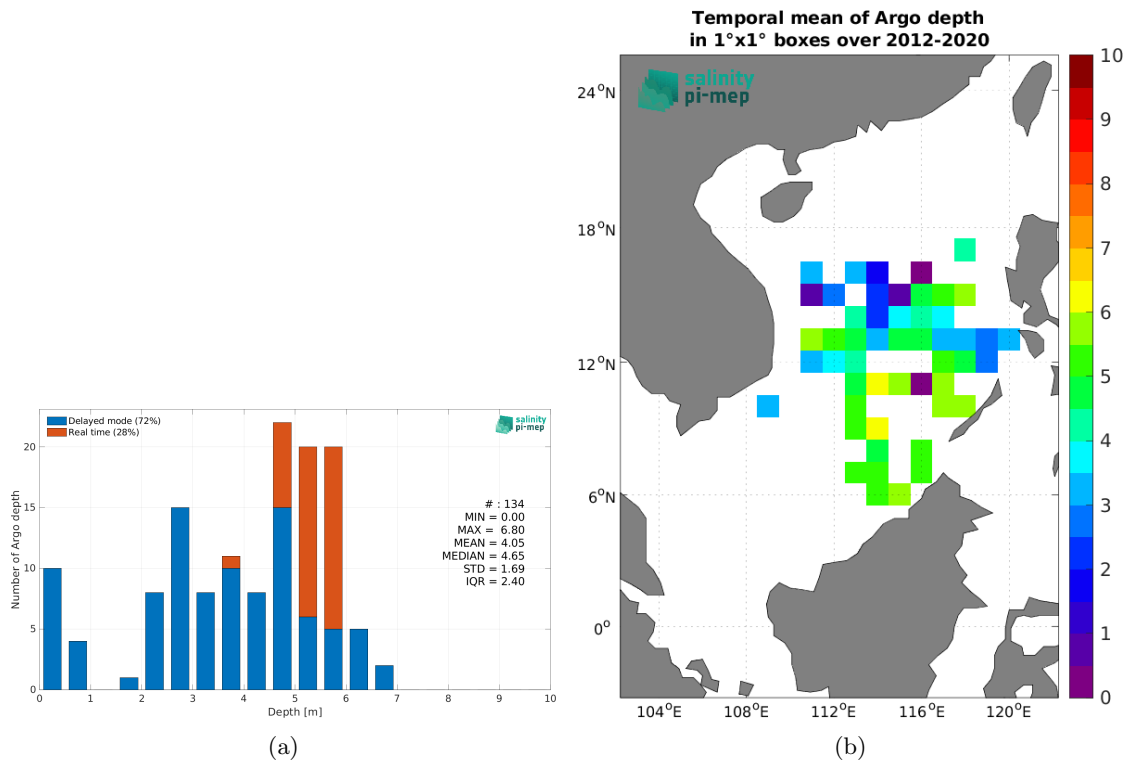 Delayed mode (72%)
Real time (28%)
salinity
pi-mep
# : 134
MIN = 0.00
MAX = 6.80
MEAN = 4.05
MEDIAN = 4.65
STD = 1.69
IQR = 2.40
Number of Argo depth
20
15
10
5
0
0 1 2 3 4 5 6 7 8 9 10
Depth [m]
(a)
Temporal mean of Argo depth
in 1°x1° boxes over 2012-2020
salinity
pi-mep
24°N
18°N
12°N
6°N
0°
104°E 108°E 112°E 116°E 120°E
10
9
8
7
6
5
4
3
2
1
0
(b)